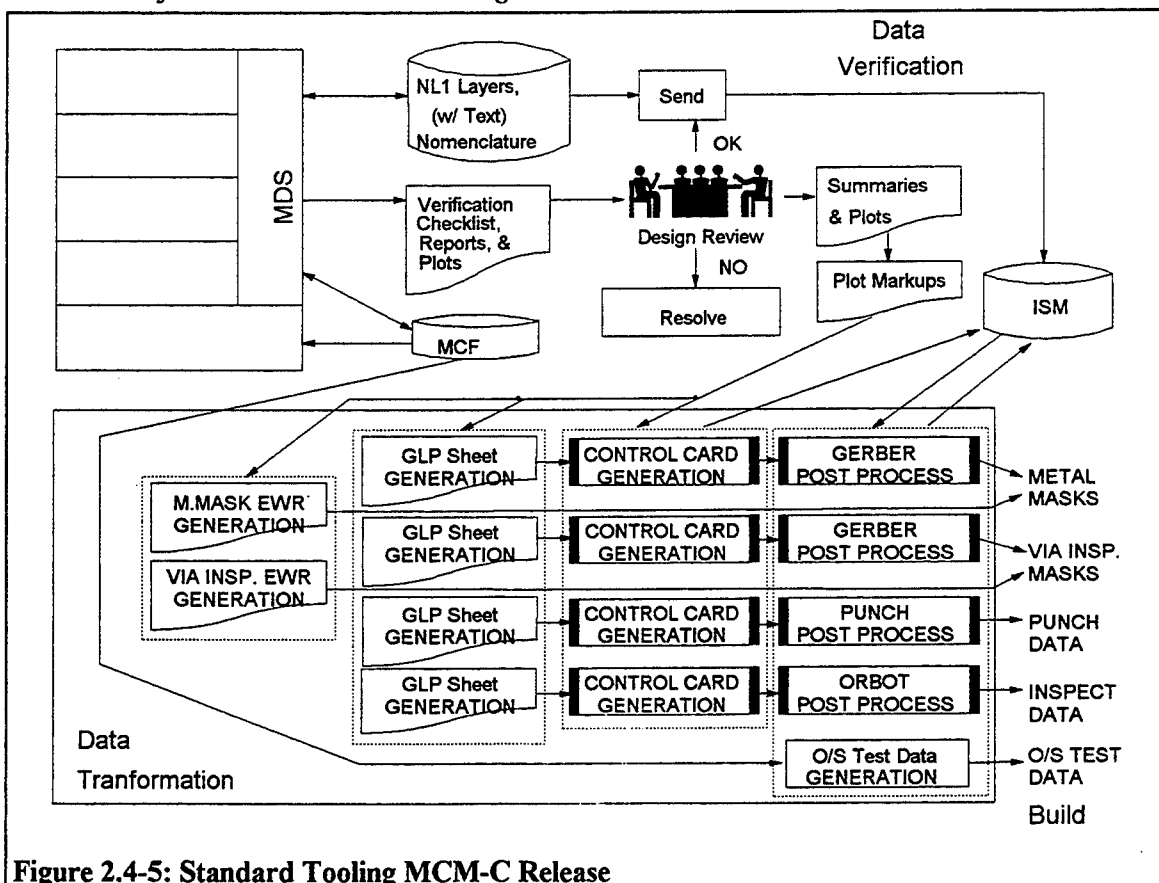 Data
Verification
MDS
NL1 Layers,
(w/ Text)
Nomenclature
Send
OK
Verification
Checklist,
Reports, &
Plots
Design Review
NO
Resolve
Summaries
& Plots
Plot Markups
ISM
MCF
GLP Sheet
GENERATION
CONTROL CARD
GENERATION
GERBER
POST PROCESS
METAL
MASKS
M.MASK EWR
GENERATION
GLP Sheet
GENERATION
CONTROL CARD
GENERATION
GERBER
POST PROCESS
VIA INSP.
MASKS
VIA INSP. EWR
GENERATION
GLP Sheet
GENERATION
CONTROL CARD
GENERATION
PUNCH
POST PROCESS
PUNCH
DATA
GLP Sheet
GENERATION
CONTROL CARD
GENERATION
ORBOT
POST PROCESS
INSPECT
DATA
Data
Tranformation
O/S Test Data
GENERATION
O/S TEST
DATA
Build
Figure 2.4-5: Standard Tooling MCM-C Release